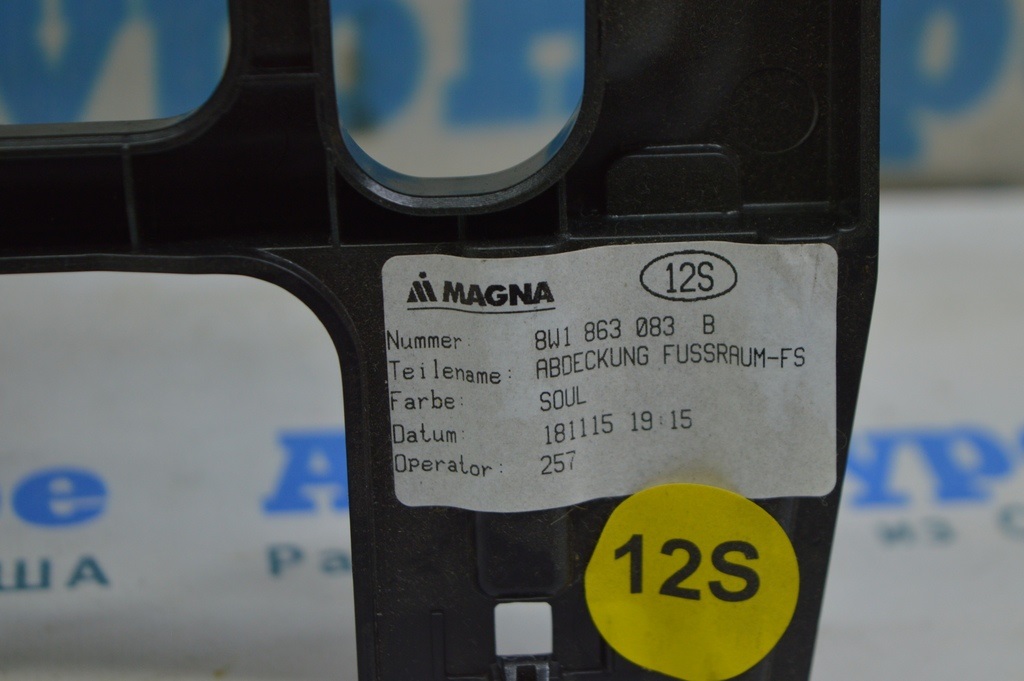 MAGNA 12S
Nummer: 8W1 863 083 B
Teilename: ABDECKUNG FUSSRAUM-FS
Farbe: SOUL
Datum: 181115 19:15
Operator: 257
12S